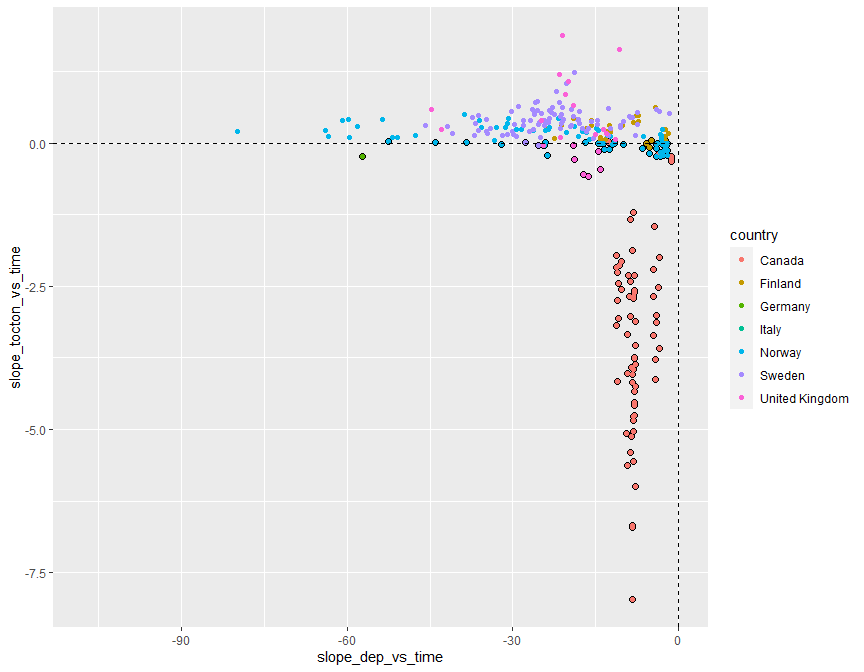 0.0
-2.5
-5.0
-7.5
slope_tocton_vs_time
-90
-60
-30
0
slope_dep_vs_time
country
Canada
Finland
Germany
Italy
Norway
Sweden
United Kingdom